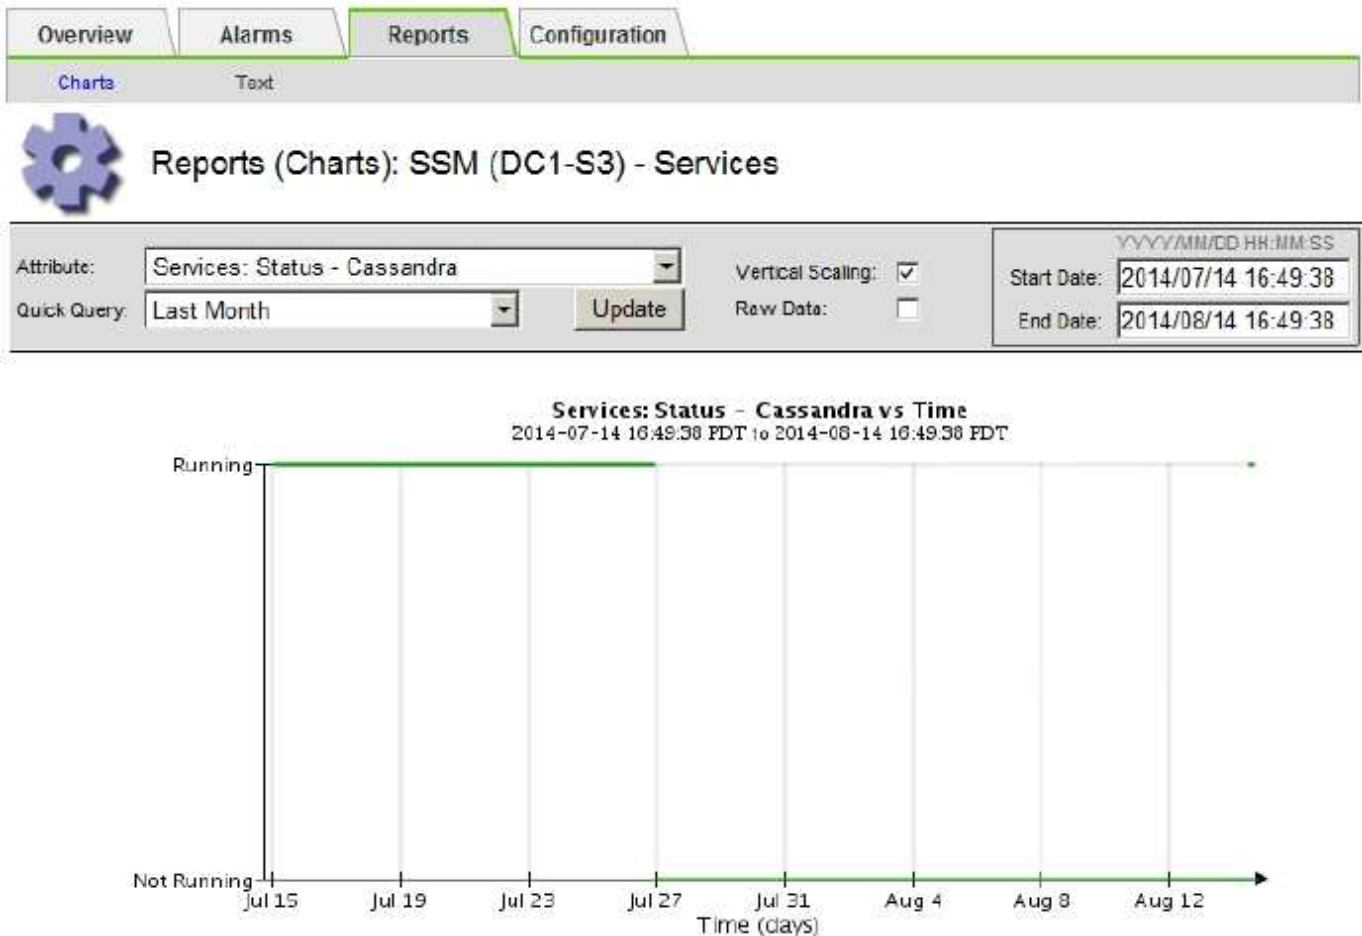 Overview Alarms Reports Configuration
Charts Text
Reports (Charts): SSM (DC1-S3) - Services
YYYY/MM/DD HH:MM:SS
Attribute: Services: Status - Cassandra Vertical Scaling: Start Date: 2014/07/14 16:49:38
Quick Query: Last Month Update Raw Data: End Date: 2014/08/14 16:49:38
Services: Status - Cassandra vs Time
2014-07-14 16:49:38 PDT to 2014-08-14 16:49:38 PDT
Running
Not Running
Jul 15 Jul 19 Jul 23 Jul 27 Jul 31 Aug 4 Aug 8 Aug 12
Time (days)